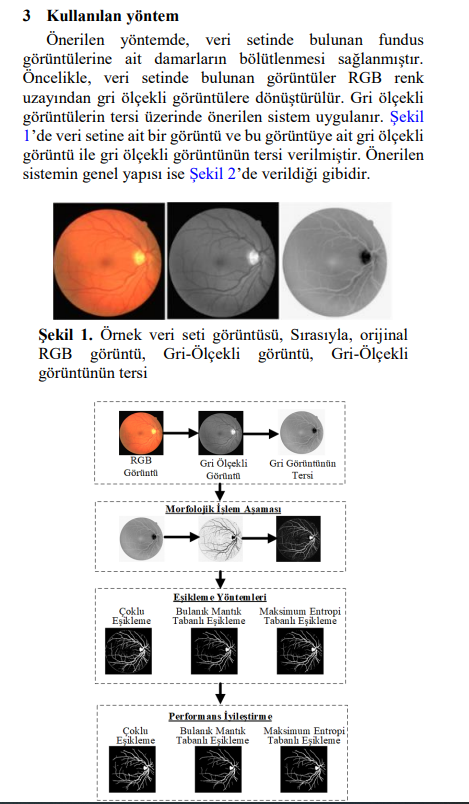 3 Kullanılan yöntem
Önerilen yöntemde, veri setinde bulunan fundus
görüntülerine ait damarların bölütlenmesi sağlanmıştır.
Öncelikle, veri setinde bulunan görüntüler RGB renk
uzayından gri ölçekli görüntülere dönüştürülür. Gri ölçekli
görüntülerin tersi üzerinde önerilen sistem uygulanır. Şekil
1’de veri setine ait bir görüntü ve bu görüntüye ait gri ölçekli
görüntü ile gri ölçekli görüntünün tersi verilmiştir. Önerilen
sistemin genel yapısı ise Şekil 2’de verildiği gibidir.
Şekil 1. Örnek veri seti görüntüsü, Sırasıyla, orijinal
RGB görüntü, Gri-Ölçekli görüntü, Gri-Ölçekli
görüntünün tersi
RGB
Görüntü
Gri Ölçekli
Görüntü
Gri Görüntünün
Tersi
Morfolojik İşlem Aşaması
Eşikleme Yöntemleri
Çoklu
Eşikleme
Bulanık Mantık
Tabanlı Eşikleme
Maksimum Entropi
Tabanlı Eşikleme
Performans İyileştirme
Çoklu
Eşikleme
Bulanık Mantık
Tabanlı Eşikleme
Maksimum Entropi
Tabanlı Eşikleme